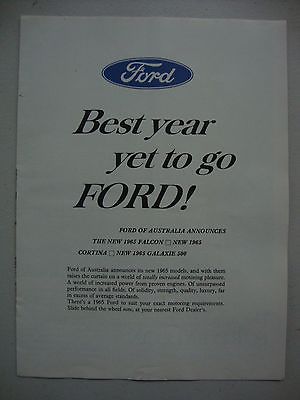 Ford
Best year
yet to go
FORD!
FORD OF AUSTRALIA ANNOUNCES
THE NEW 1965 FALCON □ NEW 1965
CORTINA □ NEW 1965 GALAXIE 500
Ford of Australia announces its new 1965 models, and with them
raises the curtain on a world of totally increased motoring pleasure.
A world of increased power from proven engines. Of unsurpassed
performance in all fields. Of solidity, strength, quality, luxury, far
in excess of average standards.
There's a 1965 Ford to suit your exact motoring requirements.
Slide behind the wheel now, at your nearest Ford Dealer's.